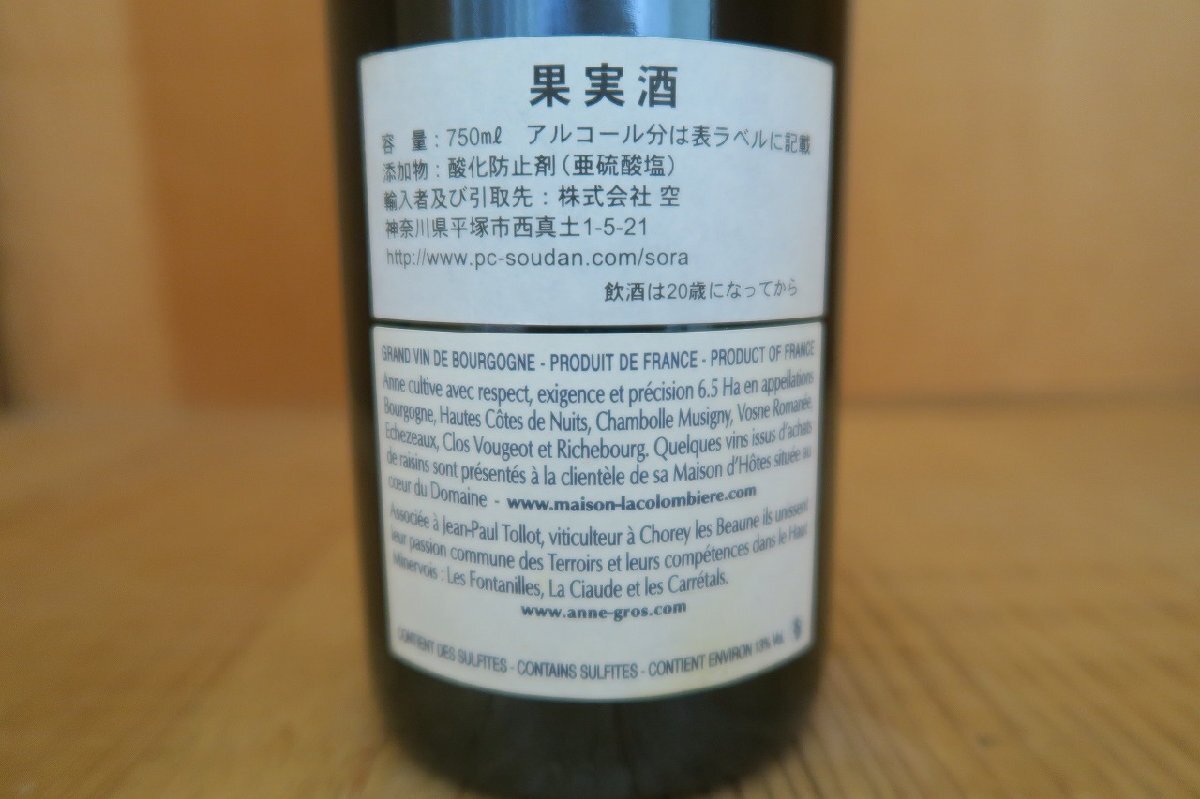 果実酒
容 量：750㎖ アルコール分は表ラベルに記載
添加物：酸化防止剤（亜硫酸塩）
輸入者及び引取先：株式会社 空
神奈川県平塚市西真土1-5-21
http://www.pc-soudan.com/sora
飲酒は20歳になってから
GRAND VIN DE BOURGOGNE - PRODUIT DE FRANCE - PRODUCT OF FRANCE
Anne cultive avec respect, exigence et précision 6.5 Ha en appellations
Bourgogne, Hautes Côtes de Nuits, Chambolle Musigny, Vosne Romanée,
Echezeaux, Clos Vougeot et Richebourg. Quelques vins issus d'achats
de raisins sont présentés à la clientèle de sa Maison d'Hôtes située au
cœur du Domaine - www.maison-lacolombiere.com
Associée à Jean-Paul Tollot, viticulteur à Chorey les Beaune ils unissent
leur passion commune des Terroirs et leurs compétences dans le Haut
Minervois : Les Fontanilles, La Ciaude et les Carrétals.
www.anne-gros.com
CONTIENT DES SULFITES - CONTAINS SULFITES - CONTIENT ENVIRON 13% Vol.